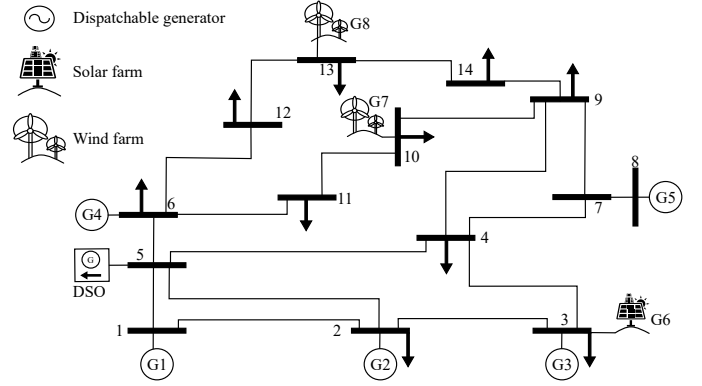 Dispatchable generator
Solar farm
Wind farm
G8
13
14
12
G7
9
10
8
11
6
G4
7
G5
5
4
G
DSO
1
2
3
G6
G1
G2
G3